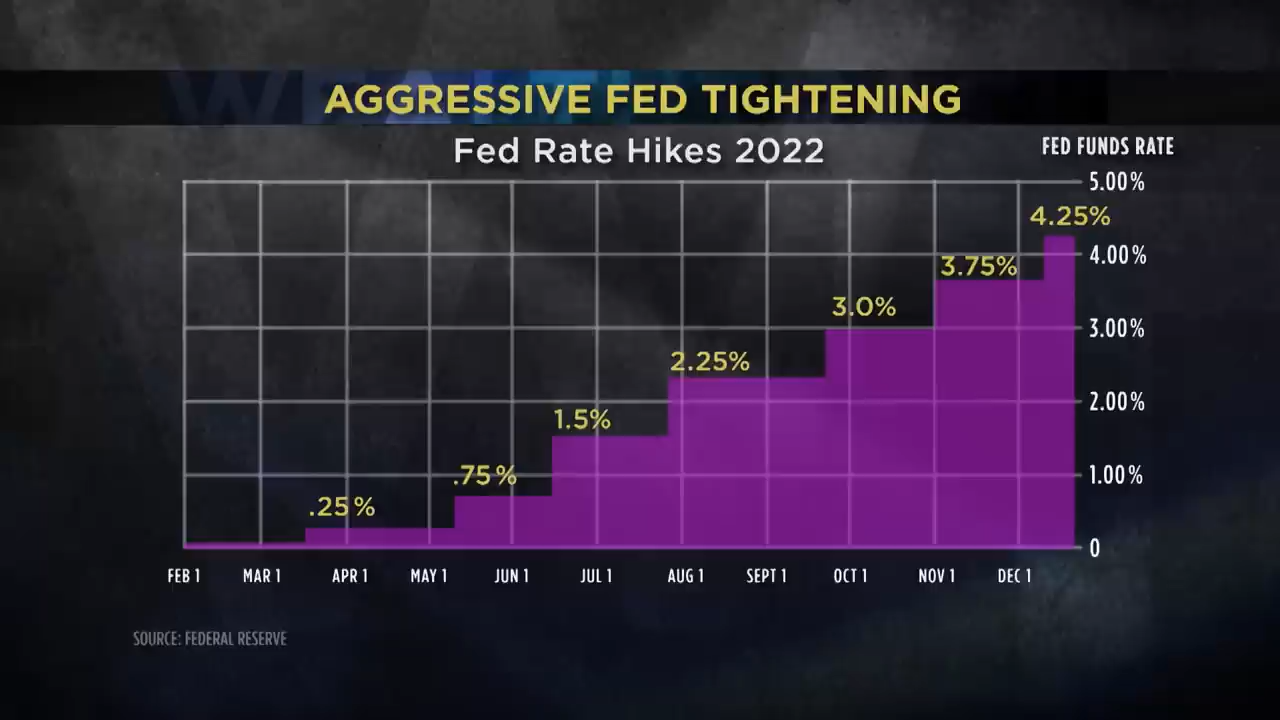 AGGRESSIVE FED TIGHTENING
Fed Rate Hikes 2022
FED FUNDS RATE
5.00%
4.25%
4.00%
3.75%
3.0%
3.00%
2.25%
2.00%
1.5%
.75%
1.00%
.25%
0
FEB 1 MAR 1 APR 1 MAY 1 JUN 1 JUL 1 AUG 1 SEPT 1 OCT 1 NOV 1 DEC 1
SOURCE: FEDERAL RESERVE